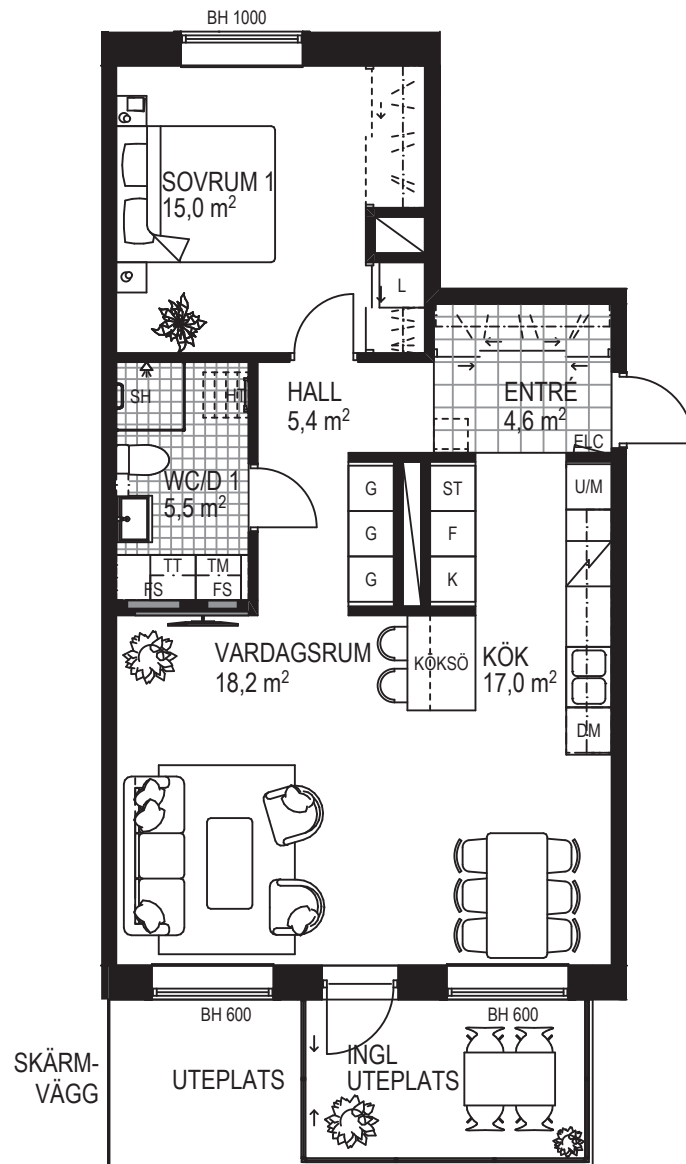 BH 1000
SOVRUM 1
15,0 m²
L
HALL
5,4 m²
ENTRÉ
4,6 m²
ELC
SH
HT
WC/D 1
5,5 m²
G
ST
U/M
G
F
G
K
TT
TM
FS
FS
VARDAGSRUM
18,2 m²
KÖKSÖ
KÖK
17,0 m²
DM
BH 600
BH 600
SKÄRM-
VÄGG
UTEPLATS
INGL
UTEPLATS